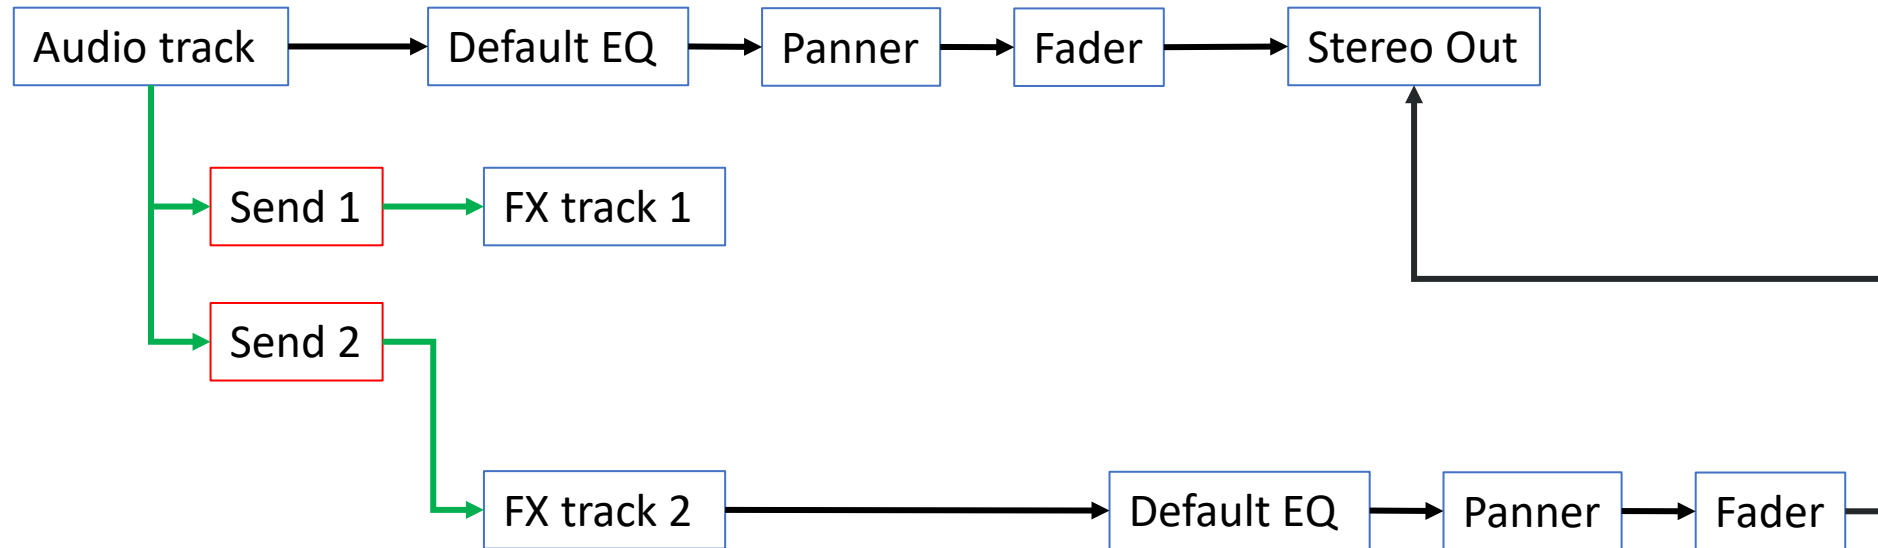 Audio track
Default EQ
Panner
Fader
Stereo Out
Send 1
FX track 1
Send 2
FX track 2
Default EQ
Panner
Fader